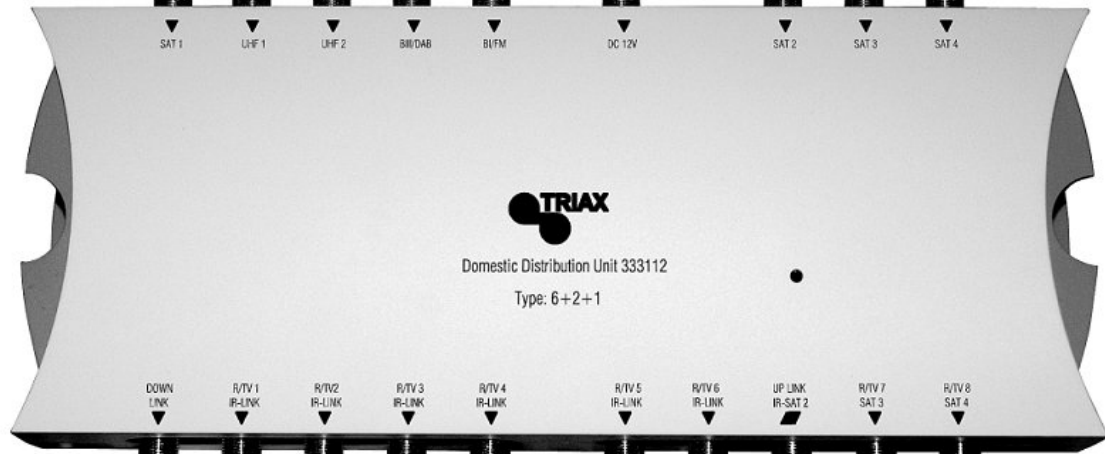 SAT 1 UHF 1 UHF 2 BIII/DAB BI/FM DC 12V SAT 2 SAT 3 SAT 4
TRIAX
Domestic Distribution Unit 333112
Type: 6+2+1
DOWN R/TV 1 R/TV2 R/TV 3 R/TV 4 R/TV 5 R/TV 6 UP LINK R/TV 7 R/TV 8
LINK IR-LINK IR-LINK IR-LINK IR-LINK IR-LINK IR-LINK IR-SAT 2 SAT 3 SAT 4